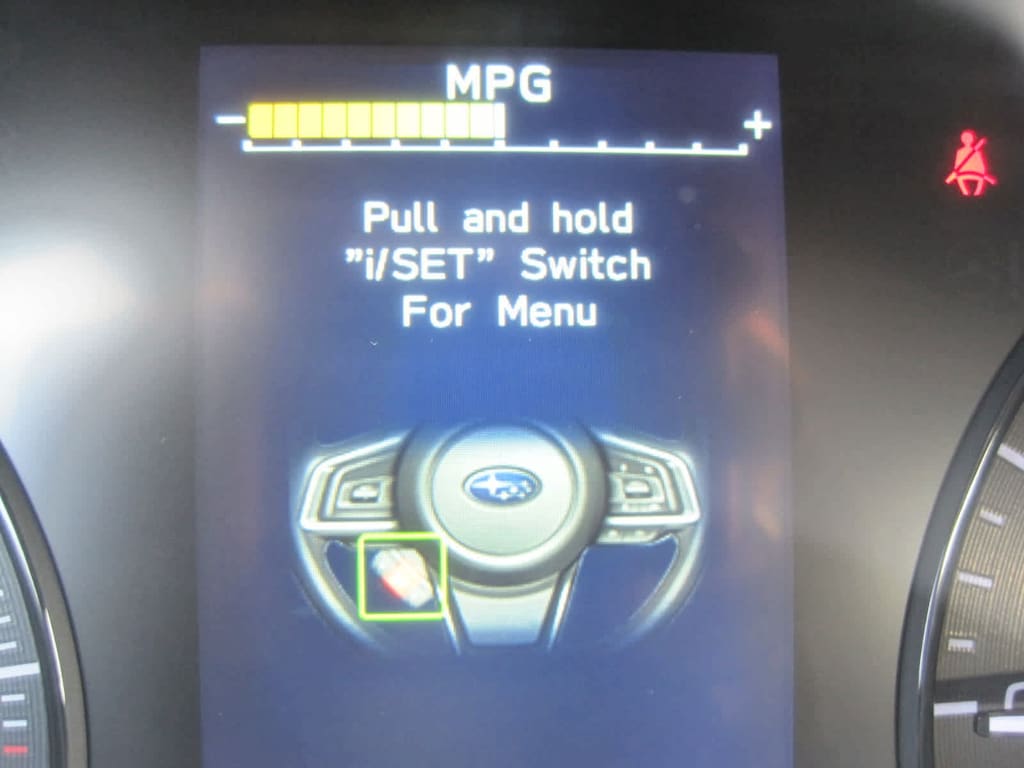 MPG
− +
Pull and hold
"i/SET" Switch
For Menu